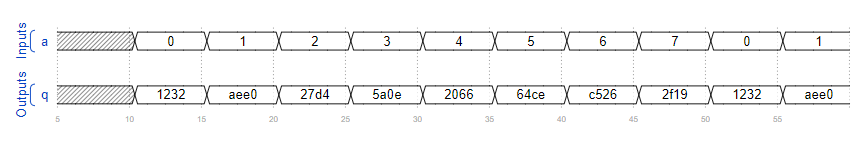 Inputs
a 0 1 2 3 4 5 6 7 0 1
Outputs
q 1232 aee0 27d4 5a0e 2066 64ce c526 2f19 1232 aee0
5 10 15 20 25 30 35 40 45 50 55